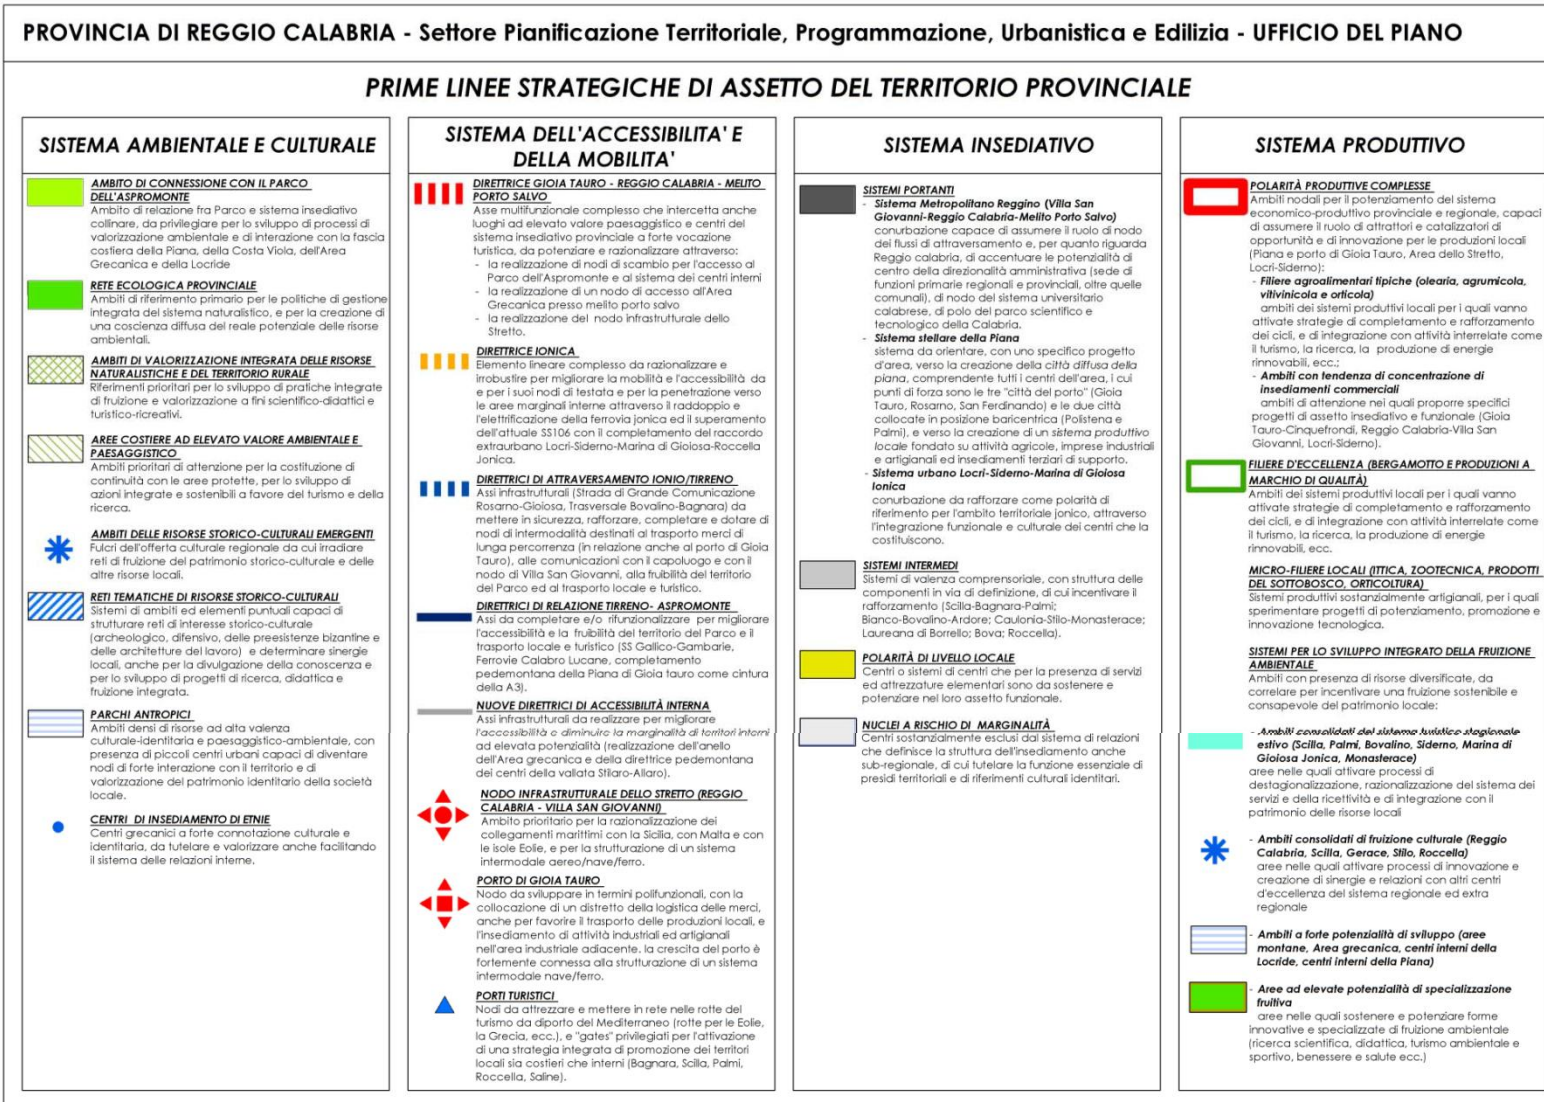 PROVINCIA DI REGGIO CALABRIA - Settore Pianificazione Territoriale, Programmazione, Urbanistica e Edilizia - UFFICIO DEL PIANO
PRIME LINEE STRATEGICHE DI ASSETTO DEL TERRITORIO PROVINCIALE
SISTEMA AMBIENTALE E CULTURALE
AMBITO DI CONNESSIONE CON IL PARCO
DELL'ASPROMONTE
Ambito di relazione fra Parco e sistema insediativo
collinare, da privilegiare per lo sviluppo di processi di
valorizzazione ambientale e di interazione con la fascia
costiera della Piana, della Costa Viola, dell'Area
Grecanica e della Locride
RETE ECOLOGICA PROVINCIALE
Ambiti di riferimento primario per le politiche di gestione
integrata del sistema naturalistico, e per la creazione di
una coscienza diffusa del reale potenziale delle risorse
ambientali.
AMBITI DI VALORIZZAZIONE INTEGRATA DELLE RISORSE
NATURALISTICHE E DEL TERRITORIO RURALE
Riferimenti prioritari per lo sviluppo di pratiche integrate
di fruizione e valorizzazione a fini scientifico-didattici e
turistico-ricreativi.
AREE COSTIERE AD ELEVATO VALORE AMBIENTALE E
PAESAGGISTICO
Ambiti prioritari di attenzione per la costituzione di
continuità con le aree protette, per lo sviluppo di
azioni integrate e sostenibili a favore del turismo e della
ricerca.
AMBITI DELLE RISORSE STORICO-CULTURALI EMERGENTI
Fulcri dell'offerta culturale regionale da cui irradiare
reti di fruizione del patrimonio storico-culturale e delle
altre risorse locali.
RETI TEMATICHE DI RISORSE STORICO-CULTURALI
Sistemi di ambiti ed elementi puntuali capaci di
strutturare reti di interesse storico-culturale
(archeologico, difensivo, delle preesistenze bizantine e
delle architetture del lavoro) e determinare sinergie
locali, anche per la divulgazione della conoscenza e
per lo sviluppo di progetti di ricerca, didattica e
fruizione integrata.
PARCHI ANTROPICI
Ambiti densi di risorse ad alta valenza
culturale-identitaria e paesaggistico-ambientale, con
presenza di piccoli centri urbani capaci di diventare
nodi di forte interazione con il territorio e di
valorizzazione del patrimonio identitario della società
locale.
CENTRI DI INSEDIAMENTO DI ETNIE
Centri grecanici a forte connotazione culturale e
identitaria, da tutelare e valorizzare anche facilitando
il sistema delle relazioni interne.
SISTEMA DELL'ACCESSIBILITA' E
DELLA MOBILITA'
DIRETTRICE GIOIA TAURO - REGGIO CALABRIA - MELITO
PORTO SALVO
Asse multifunzionale complesso che intercetta anche
luoghi ad elevato valore paesaggistico e centri del
sistema insediativo provinciale a forte vocazione
turistica, da potenziare e razionalizzare attraverso:
- la realizzazione di nodi di scambio per l'accesso al
Parco dell'Aspromonte e al sistema dei centri interni
- la realizzazione di un nodo di accesso all'Area
Grecanica presso melito porto salvo
- la realizzazione del nodo infrastrutturale dello
Stretto.
DIRETTRICE IONICA
Elemento lineare complesso da razionalizzare e
irrobustire per migliorare la mobilità e l'accessibilità da
e per i suoi nodi di testata e per la penetrazione verso
le aree marginali interne attraverso il raddoppio e
l'elettrificazione della ferrovia jonica ed il superamento
dell'attuale SS106 con il completamento del raccordo
extraurbano Locri-Siderno-Marina di Gioiosa-Roccella
Jonica.
DIRETTRICI DI ATTRAVERSAMENTO IONIO/TIRRENO
Assi infrastrutturali (Strada di Grande Comunicazione
Rosarno-Gioiosa, Trasversale Bovalino-Bagnara) da
mettere in sicurezza, rafforzare, completare e dotare di
nodi di intermodalità destinati al trasporto merci di
lunga percorrenza (in relazione anche al porto di Gioia
Tauro), alle comunicazioni con il capoluogo e con il
nodo di Villa San Giovanni, alla fruibilità del territorio
del Parco ed al trasporto locale e turistico.
DIRETTRICI DI RELAZIONE TIRRENO- ASPROMONTE
Assi da completare e/o rifunzionalizzare per migliorare
l'accessibilità e la fruibilità del territorio del Parco e il
trasporto locale e turistico (SS Gallico-Gambarie,
Ferrovie Calabro Lucane, completamento
pedemontana della Piana di Gioia tauro come cintura
della A3).
NUOVE DIRETTRICI DI ACCESSIBILITÀ INTERNA
Assi infrastrutturali da realizzare per migliorare
l'accessibilità e diminuire la marginalità di territori interni
ad elevata potenzialità (realizzazione dell'anello
dell'Area grecanica e della direttrice pedemontana
dei centri della vallata Stilaro-Allaro).
NODO INFRASTRUTTURALE DELLO STRETTO (REGGIO
CALABRIA - VILLA SAN GIOVANNI)
Ambito prioritario per la razionalizzazione dei
collegamenti marittimi con la Sicilia, con Malta e con
le isole Eolie, e per la strutturazione di un sistema
intermodale aereo/nave/ferro.
PORTO DI GIOIA TAURO
Nodo da sviluppare in termini polifunzionali, con la
collocazione di un distretto della logistica delle merci,
anche per favorire il trasporto delle produzioni locali, e
l'insediamento di attività industriali ed artigianali
nell'area industriale adiacente. la crescita del porto è
fortemente connessa alla strutturazione di un sistema
intermodale nave/ferro.
PORTI TURISTICI
Nodi da attrezzare e mettere in rete nelle rotte del
turismo da diporto del Mediterraneo (rotte per le Eolie,
la Grecia, ecc.), e "gates" privilegiati per l'attivazione
di una strategia integrata di promozione dei territori
locali sia costieri che interni (Bagnara, Scilla, Palmi,
Roccella, Saline).
SISTEMA INSEDIATIVO
SISTEMI PORTANTI
- Sistema Metropolitano Reggino (Villa San
Giovanni-Reggio Calabria-Melito Porto Salvo)
conurbazione capace di assumere il ruolo di nodo
dei flussi di attraversamento e, per quanto riguarda
Reggio calabria, di accentuare le potenzialità di
centro della direzionalità amministrativa (sede di
funzioni primarie regionali e provinciali, oltre quelle
comunali), di nodo del sistema universitario
calabrese, di polo del parco scientifico e
tecnologico della Calabria.
- Sistema stellare della Piana
sistema da orientare, con uno specifico progetto
d'area, verso la creazione della città diffusa della
piana, comprendente tutti i centri dell'area, i cui
punti di forza sono le tre "città del porto" (Gioia
Tauro, Rosarno, San Ferdinando) e le due città
collocate in posizione baricentrica (Polistena e
Palmi), e verso la creazione di un sistema produttivo
locale fondato su attività agricole, imprese industriali
e artigianali ed insediamenti terziari di supporto.
- Sistema urbano Locri-Siderno-Marina di Gioiosa
Ionica
conurbazione da rafforzare come polarità di
riferimento per l'ambito territoriale jonico, attraverso
l'integrazione funzionale e culturale dei centri che la
costituiscono.
SISTEMI INTERMEDI
Sistemi di valenza comprensoriale, con struttura delle
componenti in via di definizione, di cui incentivare il
rafforzamento (Scilla-Bagnara-Palmi;
Bianco-Bovalino-Ardore; Caulonia-Stilo-Monasterace;
Laureana di Borrello; Bova; Roccella).
POLARITÀ DI LIVELLO LOCALE
Centri o sistemi di centri che per la presenza di servizi
ed attrezzature elementari sono da sostenere e
potenziare nel loro assetto funzionale.
NUCLEI A RISCHIO DI MARGINALITÀ
Centri sostanzialmente esclusi dal sistema di relazioni
che definisce la struttura dell'insediamento anche
sub-regionale, di cui tutelare la funzione essenziale di
presidi territoriali e di riferimenti culturali identitari.
SISTEMA PRODUTTIVO
POLARITÀ PRODUTTIVE COMPLESSE
Ambiti nodali per il potenziamento del sistema
economico-produttivo provinciale e regionale, capaci
di assumere il ruolo di attrattori e catalizzatori di
opportunità e di innovazione per le produzioni locali
(Piana e porto di Gioia Tauro, Area dello Stretto,
Locri-Siderno):
- Filiere agroalimentari tipiche (olearia, agrumicola,
vitivinicola e orticola)
ambiti dei sistemi produttivi locali per i quali vanno
attivate strategie di completamento e rafforzamento
dei cicli, e di integrazione con attività interrelate come
il turismo, la ricerca, la produzione di energie
rinnovabili, ecc.;
- Ambiti con tendenza di concentrazione di
insediamenti commerciali
ambiti di attenzione nei quali proporre specifici
progetti di assetto insediativo e funzionale (Gioia
Tauro-Cinquefrondi, Reggio Calabria-Villa San
Giovanni, Locri-Siderno).
FILIERE D'ECCELLENZA (BERGAMOTTO E PRODUZIONI A
MARCHIO DI QUALITÀ)
Ambiti dei sistemi produttivi locali per i quali vanno
attivate strategie di completamento e rafforzamento
dei cicli, e di integrazione con attività interrelate come
il turismo, la ricerca, la produzione di energie
rinnovabili, ecc.
MICRO-FILIERE LOCALI (ITTICA, ZOOTECNICA, PRODOTTI
DEL SOTTOBOSCO, ORTICOLTURA)
Sistemi produttivi sostanzialmente artigianali, per i quali
sperimentare progetti di potenziamento, promozione e
innovazione tecnologica.
SISTEMI PER LO SVILUPPO INTEGRATO DELLA FRUIZIONE
AMBIENTALE
Ambiti con presenza di risorse diversificate, da
correlare per incentivare una fruizione sostenibile e
consapevole del patrimonio locale:
- Ambiti consolidati del sistema turistico stagionale
estivo (Scilla, Palmi, Bovalino, Siderno, Marina di
Gioiosa Jonica, Monasterace)
aree nelle quali attivare processi di
destagionalizzazione, razionalizzazione del sistema dei
servizi e della ricettività e di integrazione con il
patrimonio delle risorse locali
- Ambiti consolidati di fruizione culturale (Reggio
Calabria, Scilla, Gerace, Stilo, Roccella)
aree nelle quali attivare processi di innovazione e
creazione di sinergie e relazioni con altri centri
d'eccellenza del sistema regionale ed extra
regionale
- Ambiti a forte potenzialità di sviluppo (aree
montane, Area grecanica, centri interni della
Locride, centri interni della Piana)
- Aree ad elevate potenzialità di specializzazione
fruitiva
aree nelle quali sostenere e potenziare forme
innovative e specializzate di fruizione ambientale
(ricerca scientifica, didattica, turismo ambientale e
sportivo, benessere e salute ecc.)